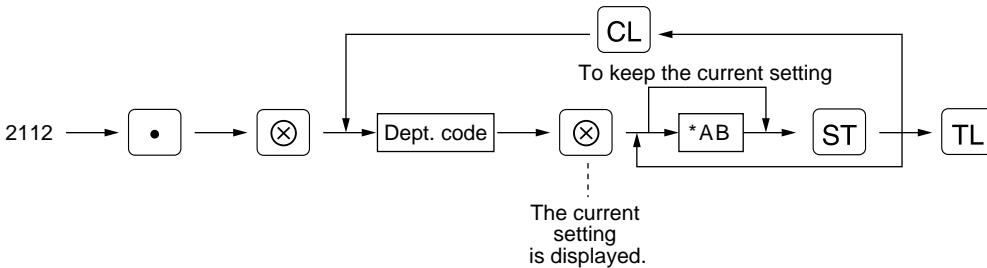 CL
To keep the current setting
2112 • ⊗ Dept. code ⊗ *AB ST TL
The current
setting
is displayed.